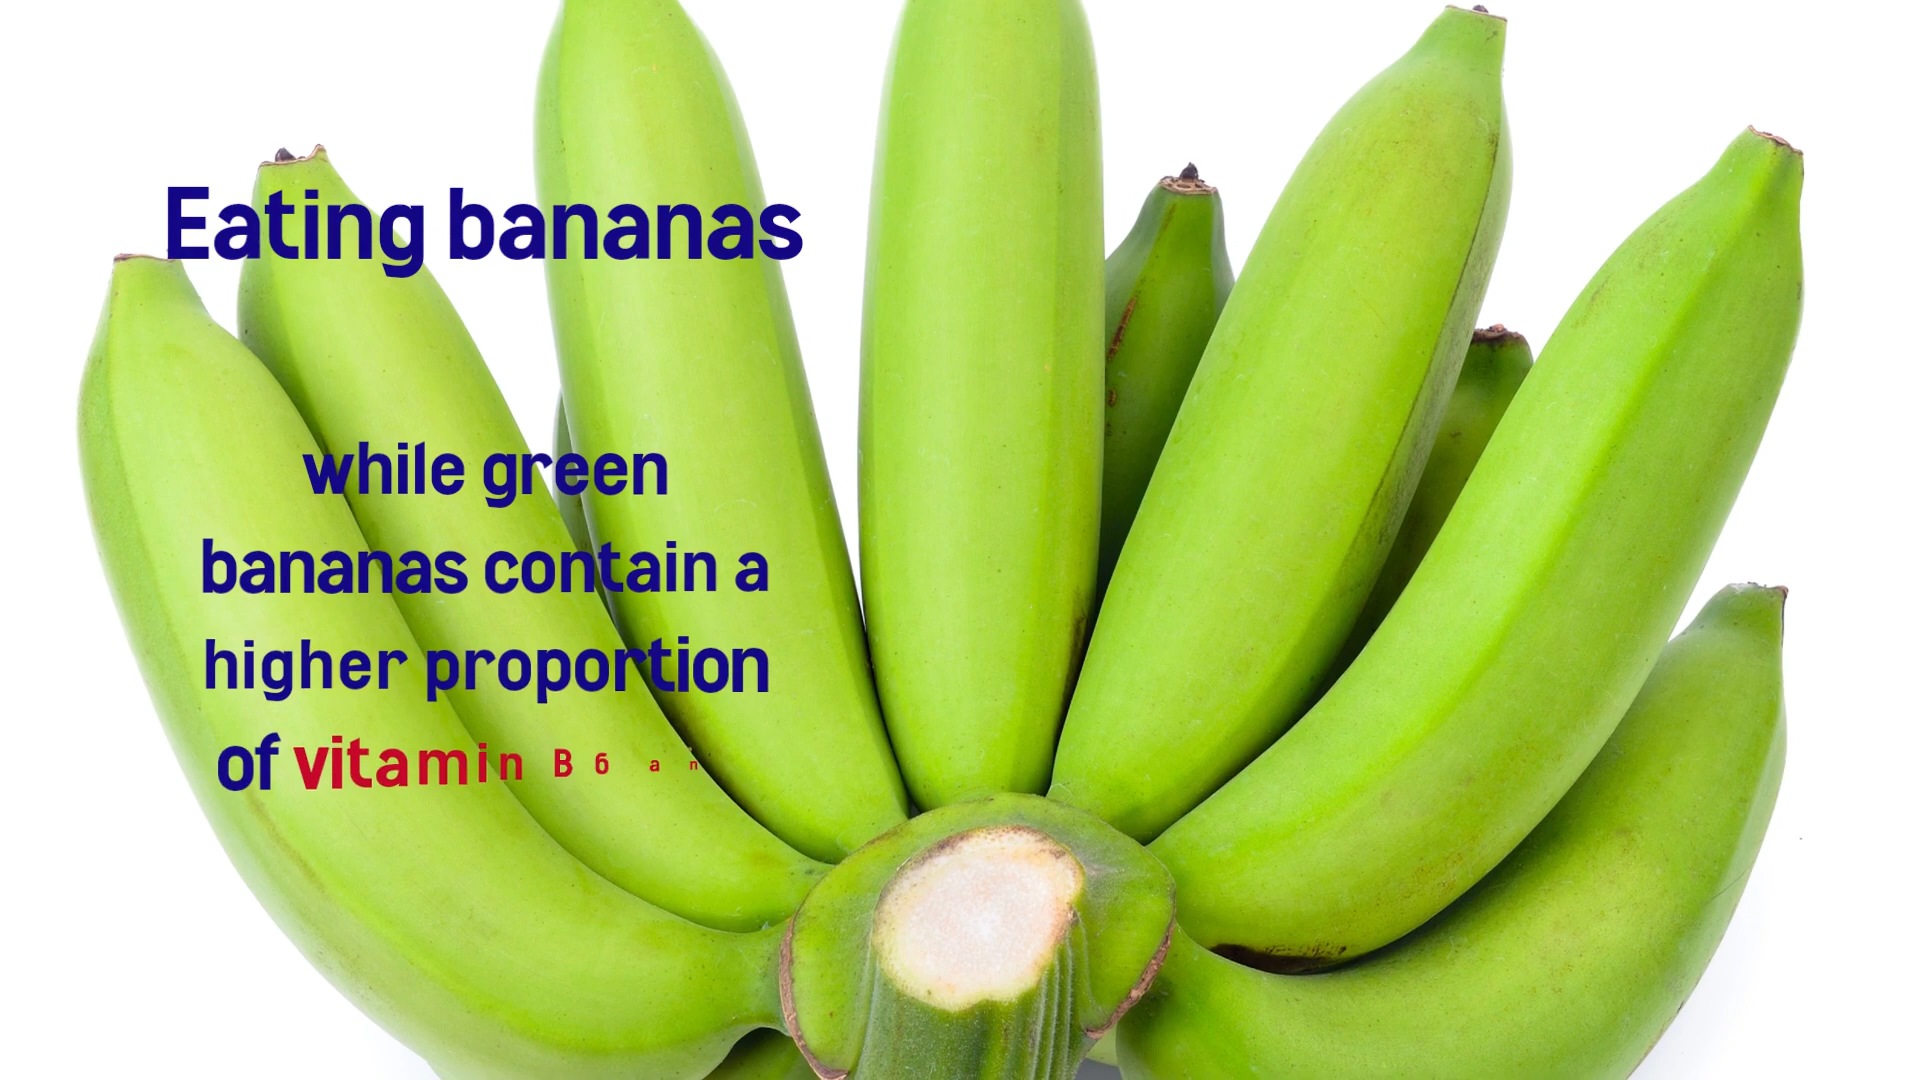 Eating bananas
while green
bananas contain a
higher proportion
of vitamin B6